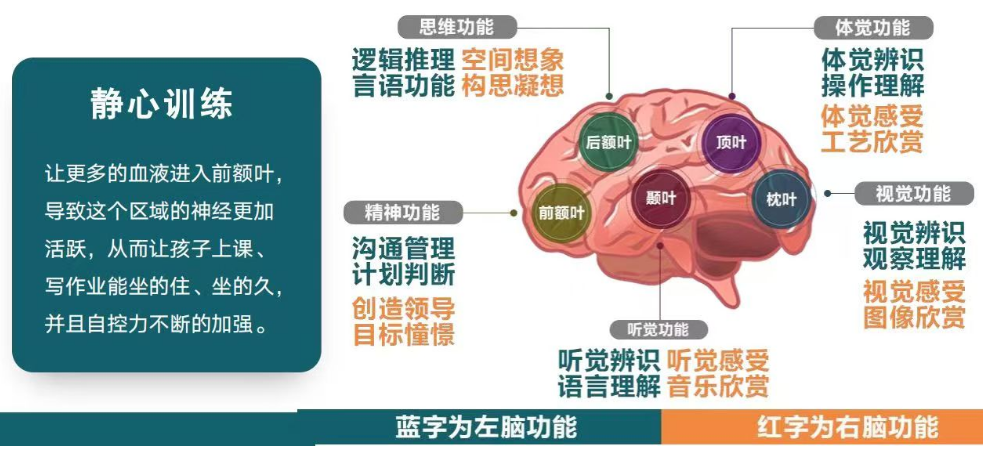 静心训练
让更多的血液进入前额叶，
导致这个区域的神经更加
活跃，从而让孩子上课、
写作业能坐的住、坐的久，
并且自控力不断的加强。
思维功能
逻辑推理 空间想象
言语功能 构思凝想
体觉功能
体觉辨识
操作理解
体觉感受
工艺欣赏
后额叶
顶叶
前额叶
颞叶
枕叶
精神功能
沟通管理
计划判断
创造领导
目标憧憬
视觉功能
视觉辨识
观察理解
视觉感受
图像欣赏
听觉功能
听觉辨识 听觉感受
语言理解 音乐欣赏
蓝字为左脑功能
红字为右脑功能